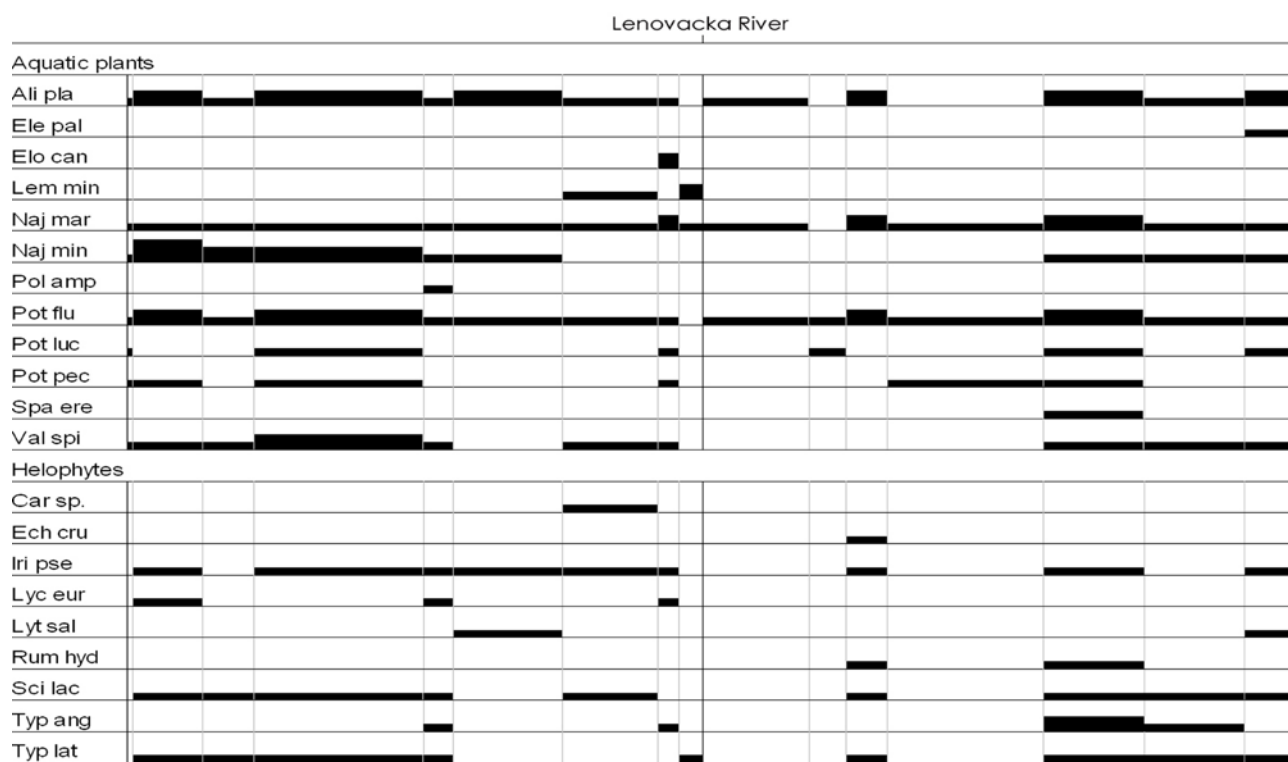 Lenovacka River
Aquatic plants
Ali pla
Ele pal
Elo can
Lem min
Naj mar
Naj min
Pol amp
Pot flu
Pot luc
Pot pec
Spa ere
Val spi
Helophytes
Car sp.
Ech cru
Iri pse
Lyc eur
Lyt sal
Rum hyd
Sci lac
Typ ang
Typ lat